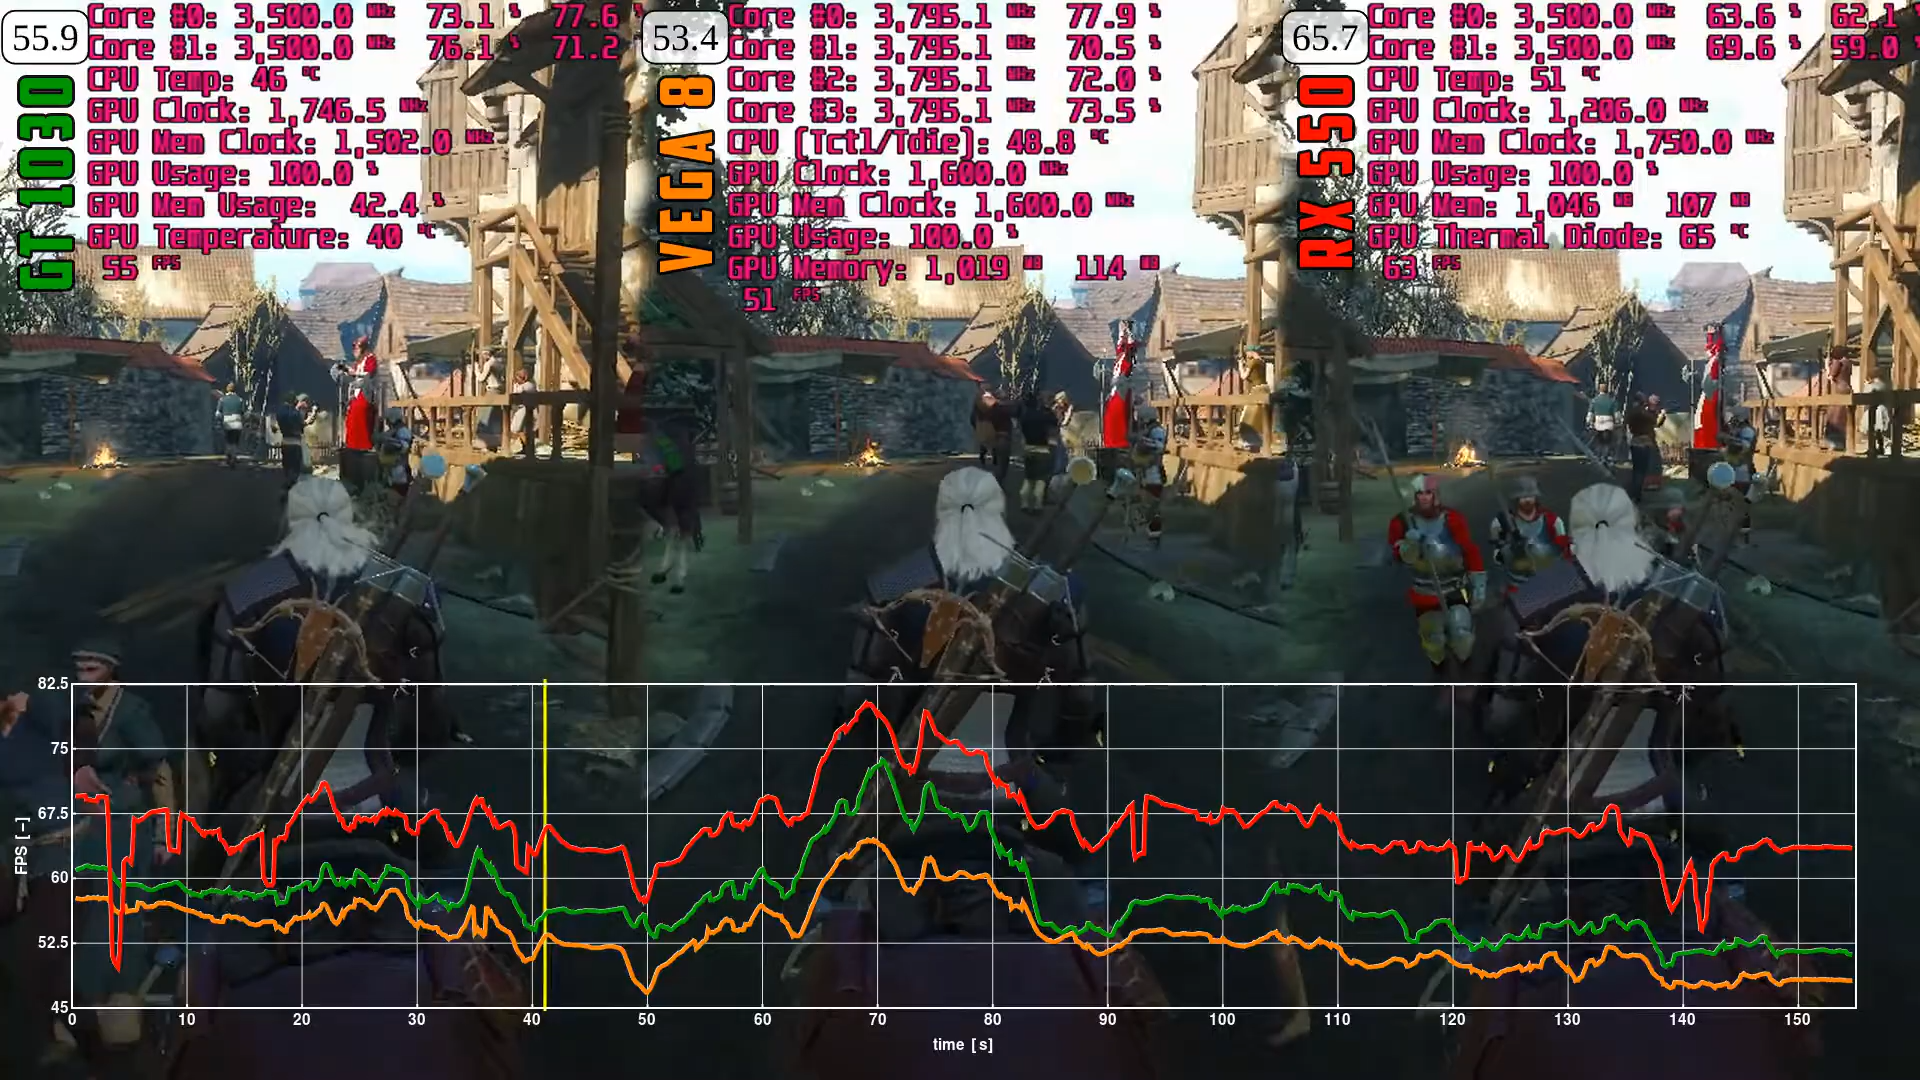 55.9
GT 1030
Core #0: 3,500.0 MHz 73.1 % 77.6 %
Core #1: 3,500.0 MHz 76.1 % 71.2
CPU Temp: 46 °C
GPU Clock: 1,746.5 MHz
GPU Mem Clock: 1,502.0 MHz
GPU Usage: 100.0 %
GPU Mem Usage: 42.4 %
GPU Temperature: 40 °C
55 FPS
53.4
VEGA 8
Core #0: 3,795.1 MHz 77.9 %
Core #1: 3,795.1 MHz 70.5 %
Core #2: 3,795.1 MHz 72.0 %
Core #3: 3,795.1 MHz 73.5 %
CPU (Tctl/Tdie): 48.8 °C
GPU Clock: 1,600.0 MHz
GPU Mem Clock: 1,600.0 MHz
GPU Usage: 100.0 %
GPU Memory: 1,019 MB 114 MB
51 FPS
65.7
RX 550
Core #0: 3,500.0 MHz 63.6 % 62.1
Core #1: 3,500.0 MHz 69.6 % 59.0 %
CPU Temp: 51 °C
GPU Clock: 1,206.0 MHz
GPU Mem Clock: 1,750.0 MHz
GPU Usage: 100.0 %
GPU Mem: 1,046 MB 107 MB
GPU Thermal Diode: 65 °C
63 FPS
82.5
75
67.5
60
52.5
45
FPS [−]
0 10 20 30 40 50 60 70 80 90 100 110 120 130 140 150
time [s]